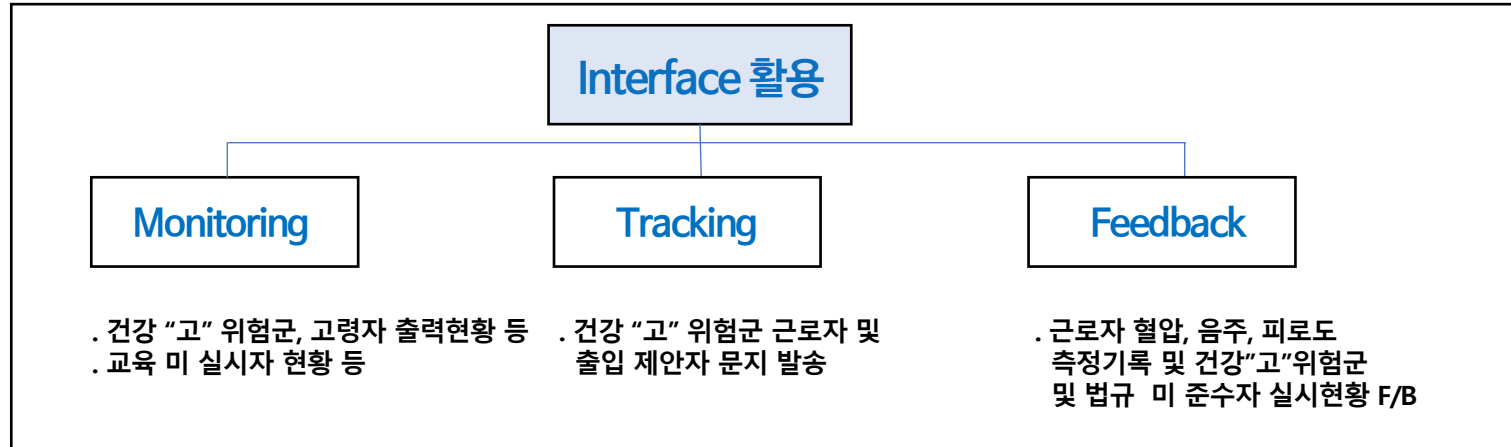 Interface 활용
Monitoring
Tracking
Feedback
. 건강 “고” 위험군, 고령자 출력현황 등
. 교육 미 실시자 현황 등
. 건강 “고” 위험군 근로자 및
출입 제안자 문지 발송
. 근로자 혈압, 음주, 피로도
측정기록 및 건강”고”위험군
및 법규 미 준수자 실시현황 F/B